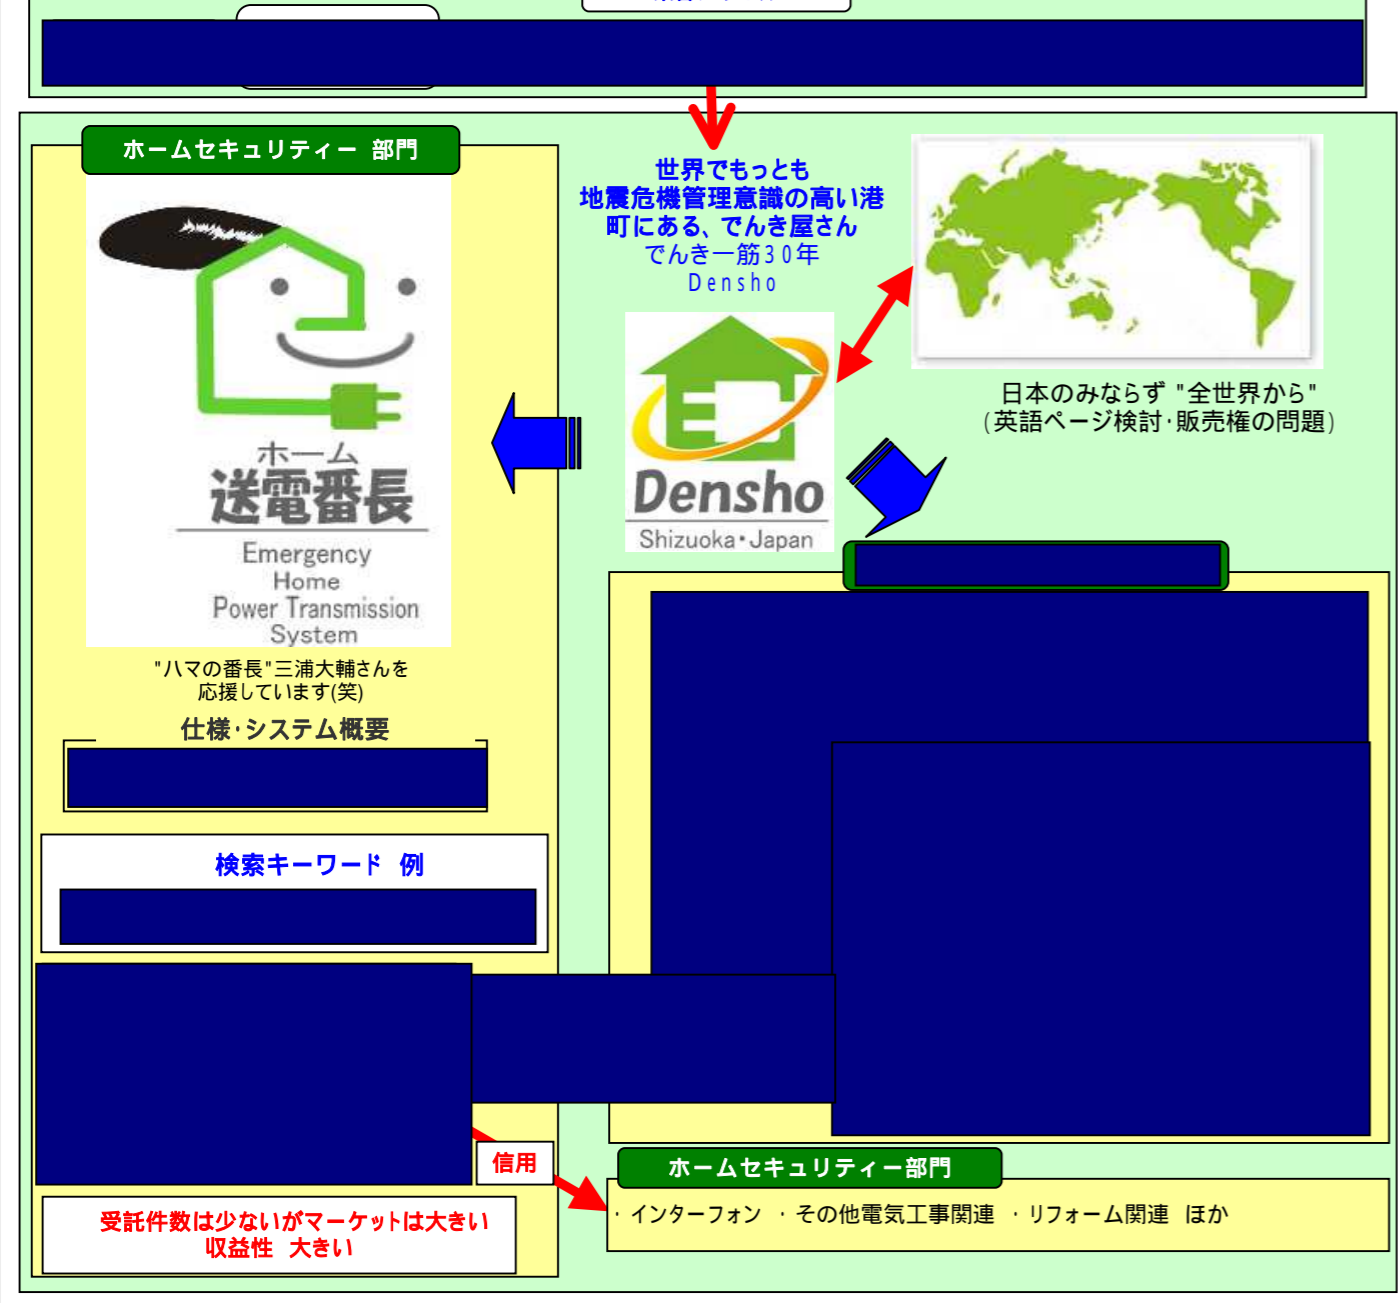 ホームセキュリティー 部門
世界でもっとも
地震危機管理意識の高い港
町にある、でんき屋さん
でんき一筋30年
Densho
日本のみならず "全世界から"
(英語ページ検討・販売権の問題)
Densho
Shizuoka・Japan
ホーム
送電番長
Emergency
Home
Power Transmission
System
"ハマの番長"三浦大輔さんを
応援しています(笑)
仕様・システム概要
検索キーワード 例
信用
受託件数は少ないがマーケットは大きい
収益性 大きい
ホームセキュリティー部門
・インターフォン ・その他電気工事関連 ・リフォーム関連 ほか